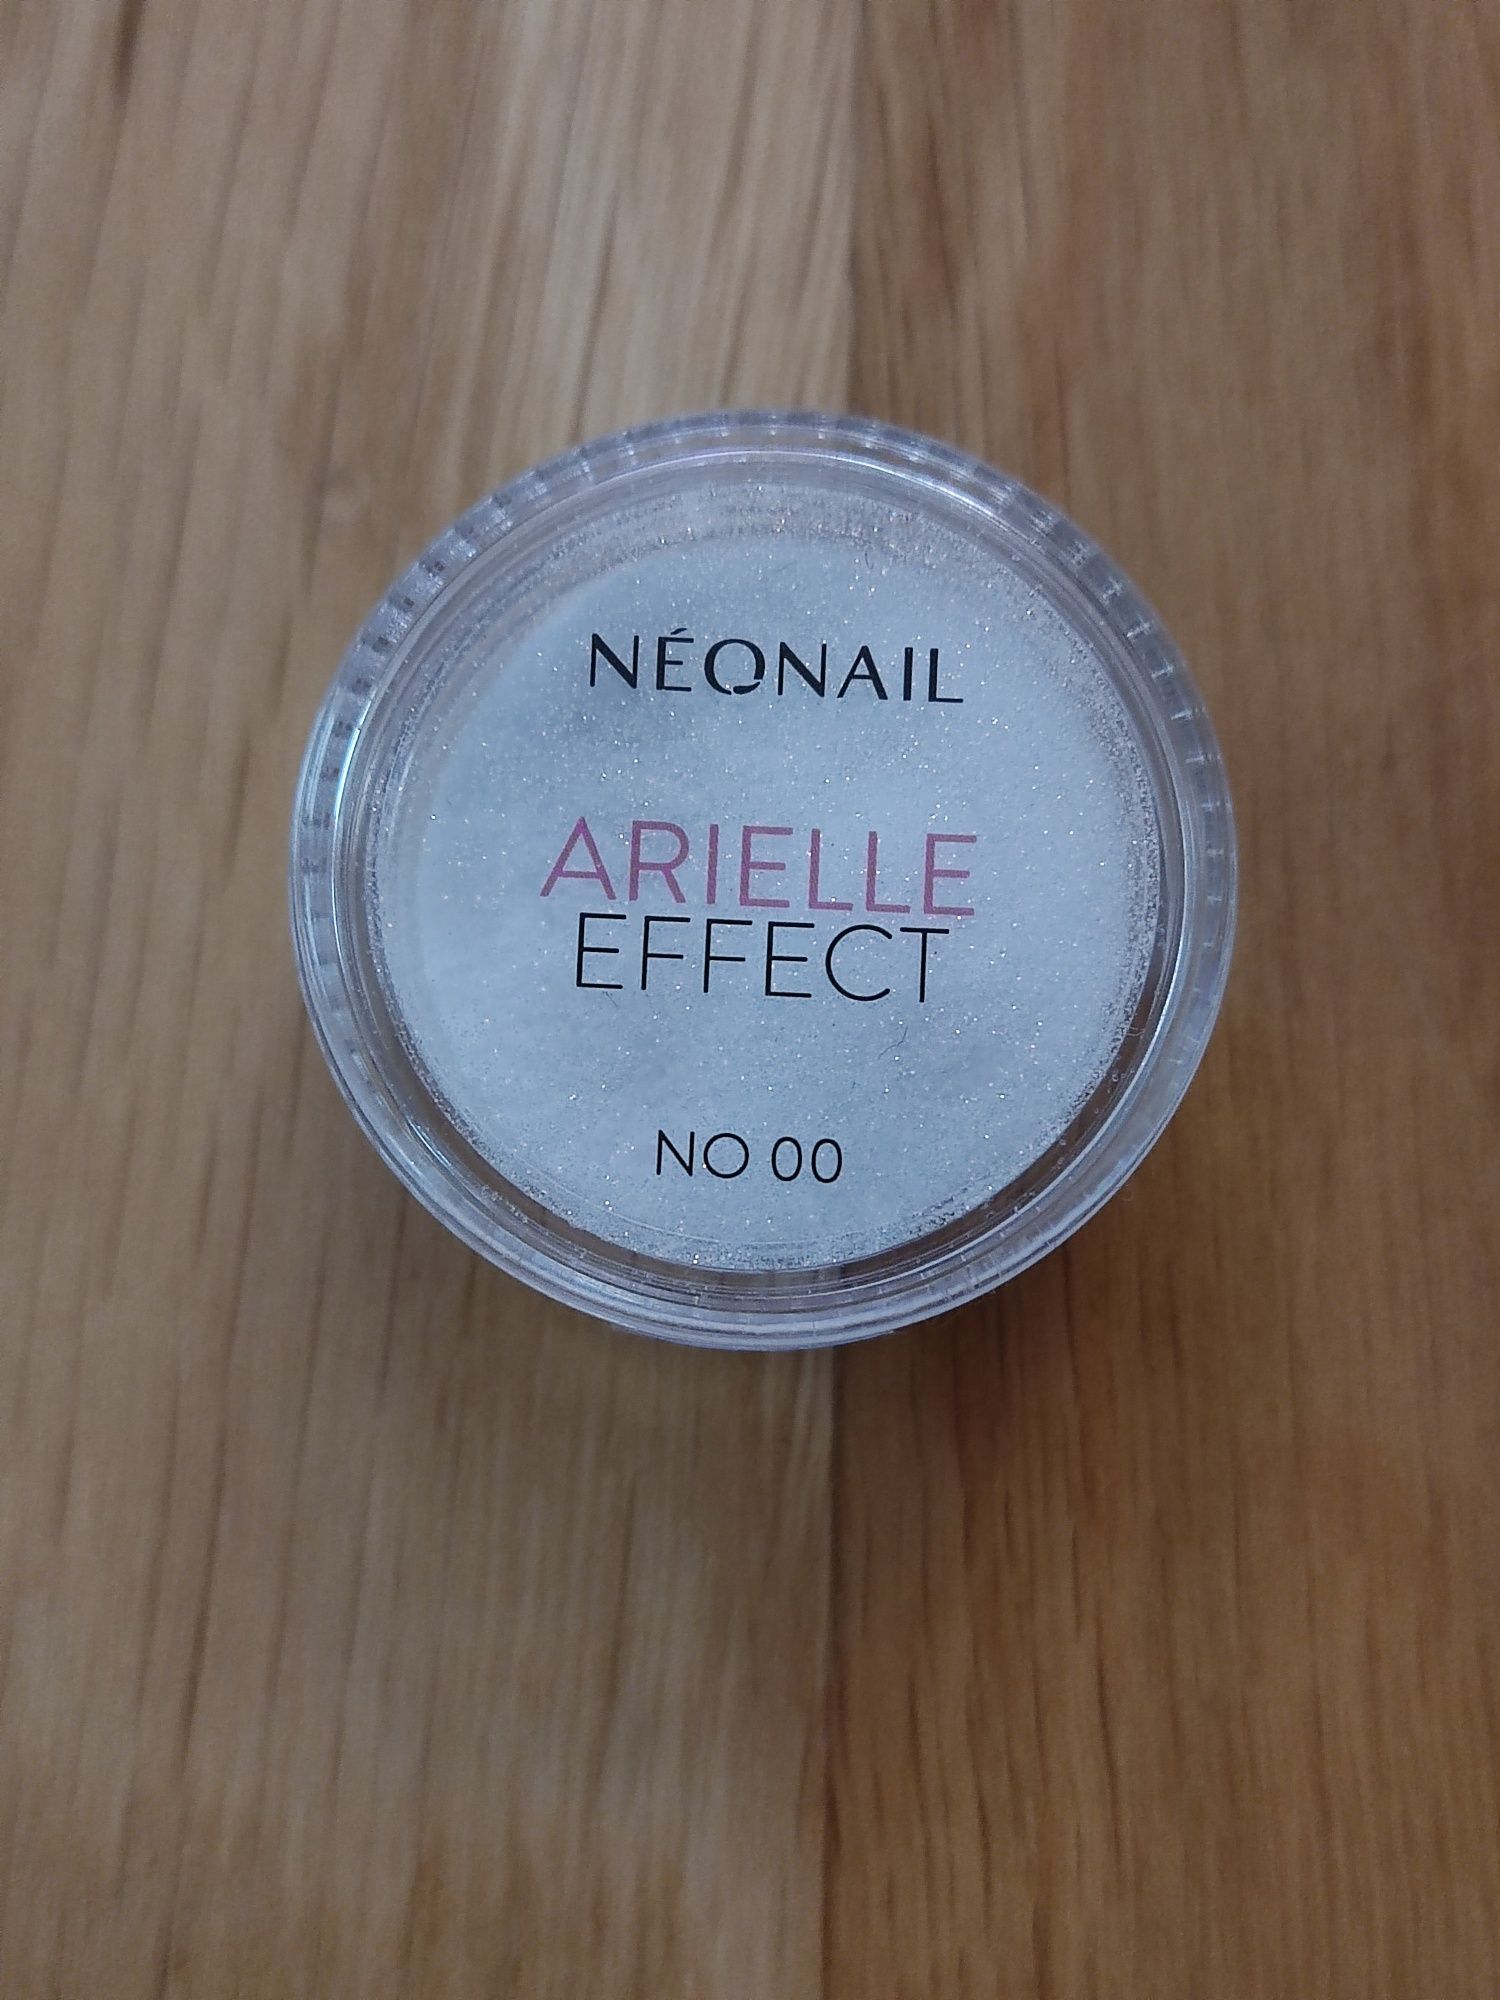 NÉONAIL
ARIELLE
EFFECT
NO 00